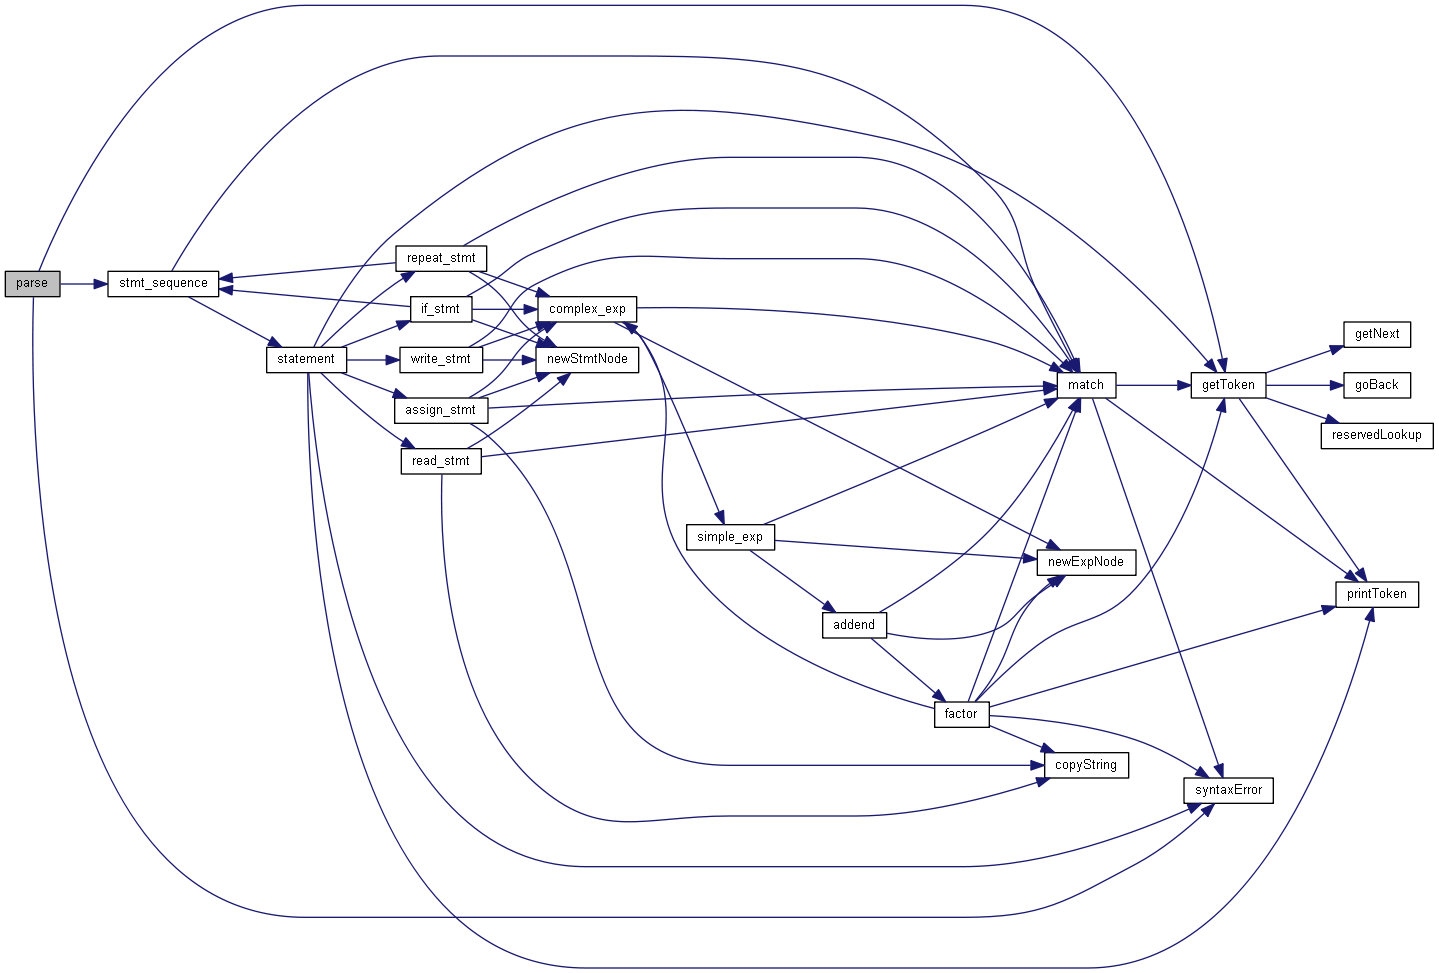 parse
stmt_sequence
statement
repeat_stmt
if_stmt
write_stmt
assign_stmt
read_stmt
complex_exp
newStmtNode
simple_exp
addend
factor
match
newExpNode
copyString
getToken
syntaxError
getNext
goBack
reservedLookup
printToken